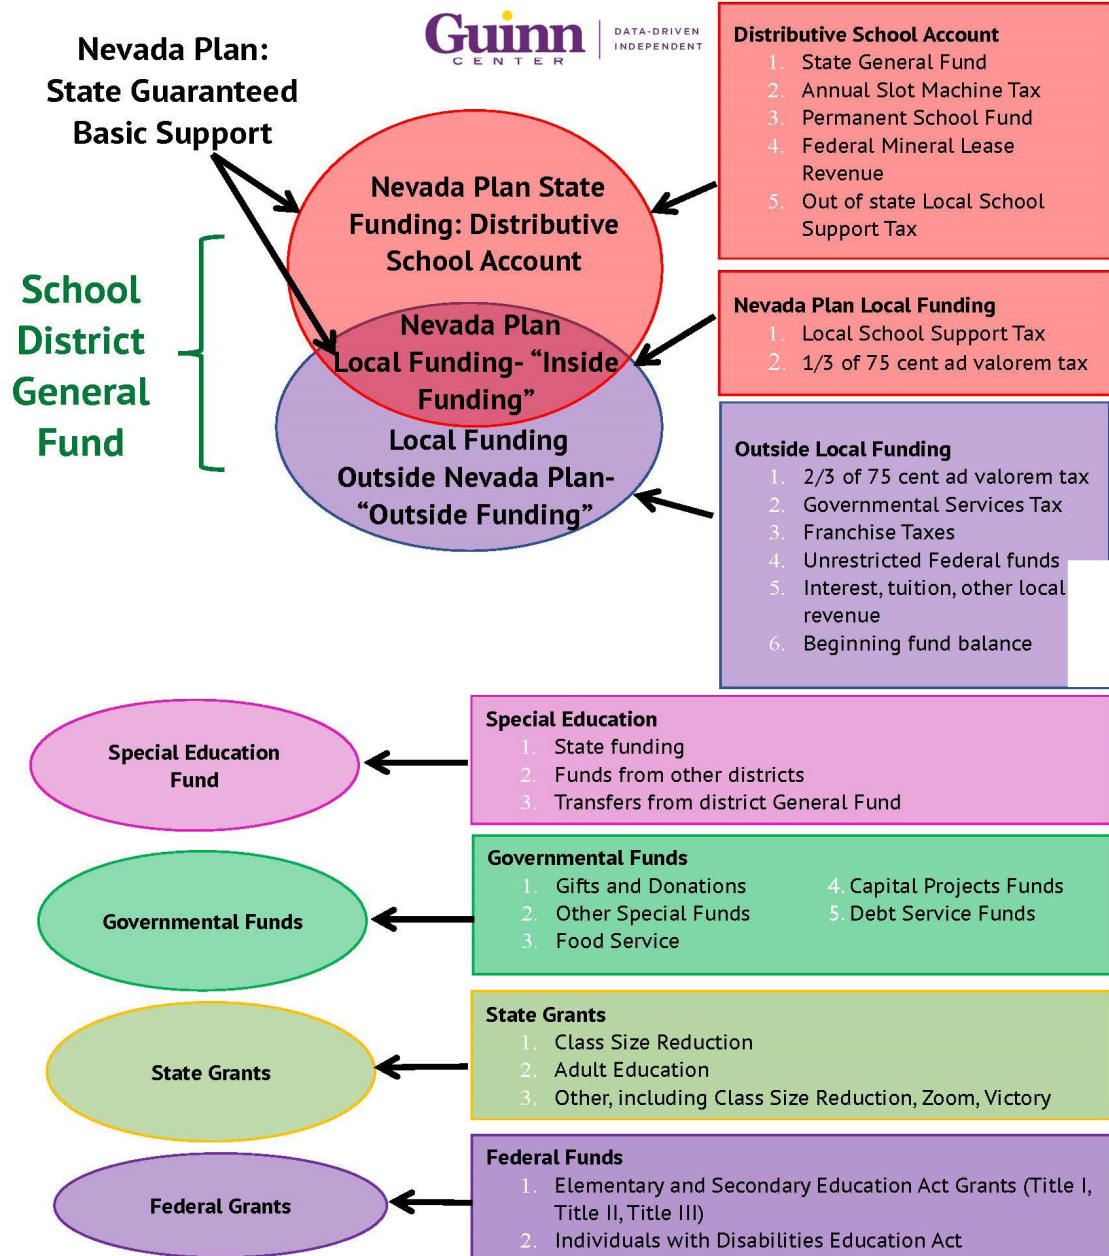 Guinn
CENTER
DATA-DRIVEN
INDEPENDENT
Nevada Plan:
State Guaranteed
Basic Support
School
District
General
Fund
Nevada Plan State
Funding: Distributive
School Account
Nevada Plan
Local Funding- “Inside
Funding”
Local Funding
Outside Nevada Plan-
“Outside Funding”
Distributive School Account
1. State General Fund
2. Annual Slot Machine Tax
3. Permanent School Fund
4. Federal Mineral Lease
Revenue
5. Out of state Local School
Support Tax
Nevada Plan Local Funding
1. Local School Support Tax
2. 1/3 of 75 cent ad valorem tax
Outside Local Funding
1. 2/3 of 75 cent ad valorem tax
2. Governmental Services Tax
3. Franchise Taxes
4. Unrestricted Federal funds
5. Interest, tuition, other local
revenue
6. Beginning fund balance
Special Education
Fund
Special Education
1. State funding
2. Funds from other districts
3. Transfers from district General Fund
Governmental Funds
Governmental Funds
1. Gifts and Donations
2. Other Special Funds
3. Food Service
4. Capital Projects Funds
5. Debt Service Funds
State Grants
State Grants
1. Class Size Reduction
2. Adult Education
3. Other, including Class Size Reduction, Zoom, Victory
Federal Grants
Federal Funds
1. Elementary and Secondary Education Act Grants (Title I,
Title II, Title III)
2. Individuals with Disabilities Education Act